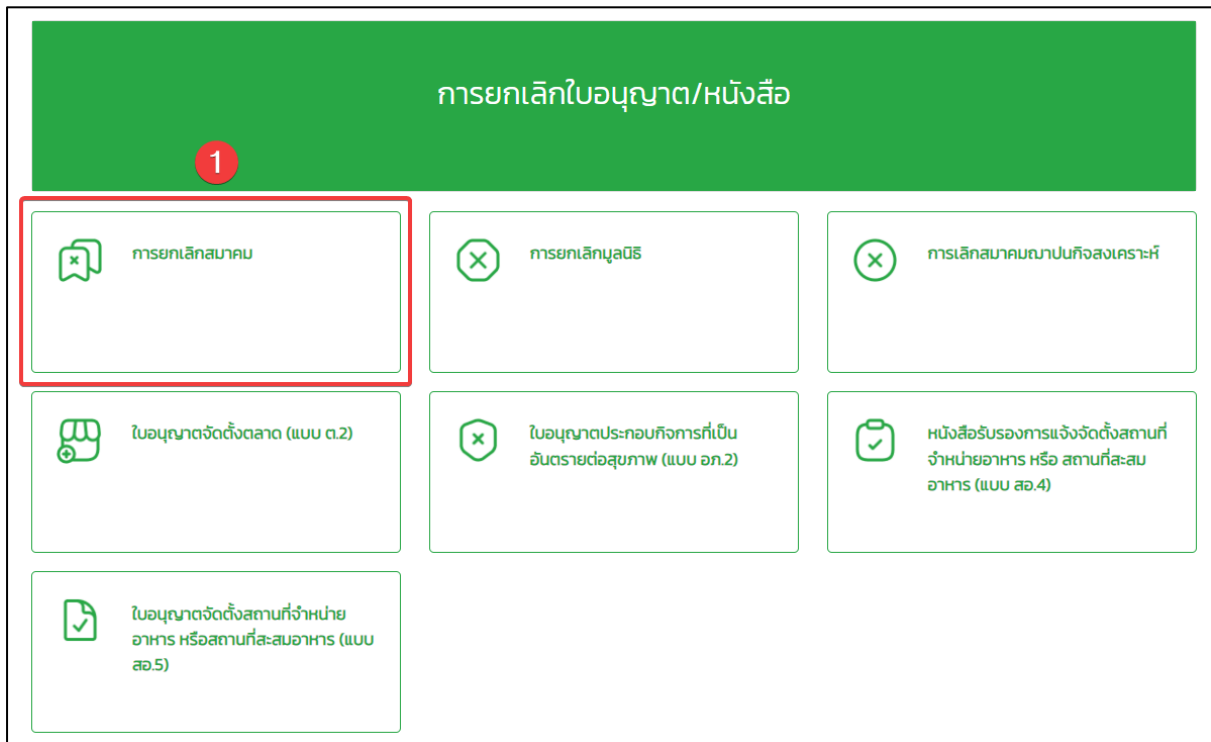 การยกเลิกใบอนุญาต/หนังสือ
1
การยกเลิกสมาคม
การยกเลิกมูลนิธิ
การเลิกสมาคมฌาปนกิจสงเคราะห์
ใบอนุญาตจัดตั้งตลาด (แบบ ต.2)
ใบอนุญาตประกอบกิจการที่เป็น
อันตรายต่อสุขภาพ (แบบ อภ.2)
หนังสือรับรองการแจ้งจัดตั้งสถานที่
จำหน่ายอาหาร หรือ สถานที่สะสม
อาหาร (แบบ สอ.4)
ใบอนุญาตจัดตั้งสถานที่จำหน่าย
อาหาร หรือสถานที่สะสมอาหาร (แบบ
สอ.5)